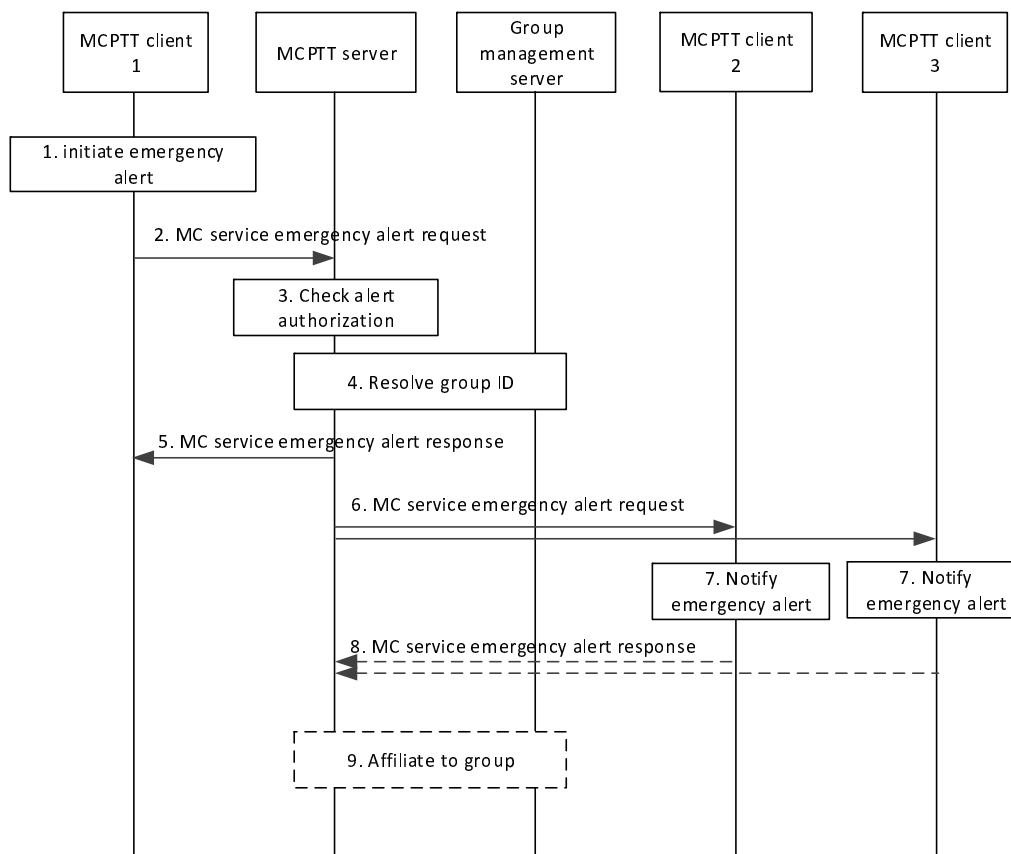 MCPTT client
1
MCPTT server
Group
management
server
MCPTT client
2
MCPTT client
3
1. initiate emergency
alert
2. MC service emergency alert request
3. Check alert
authorization
4. Resolve group ID
5. MC service emergency alert response
6. MC service emergency alert request
7. Notify
emergency alert
7. Notify
emergency alert
8. MC service emergency alert response
9. Affiliate to group